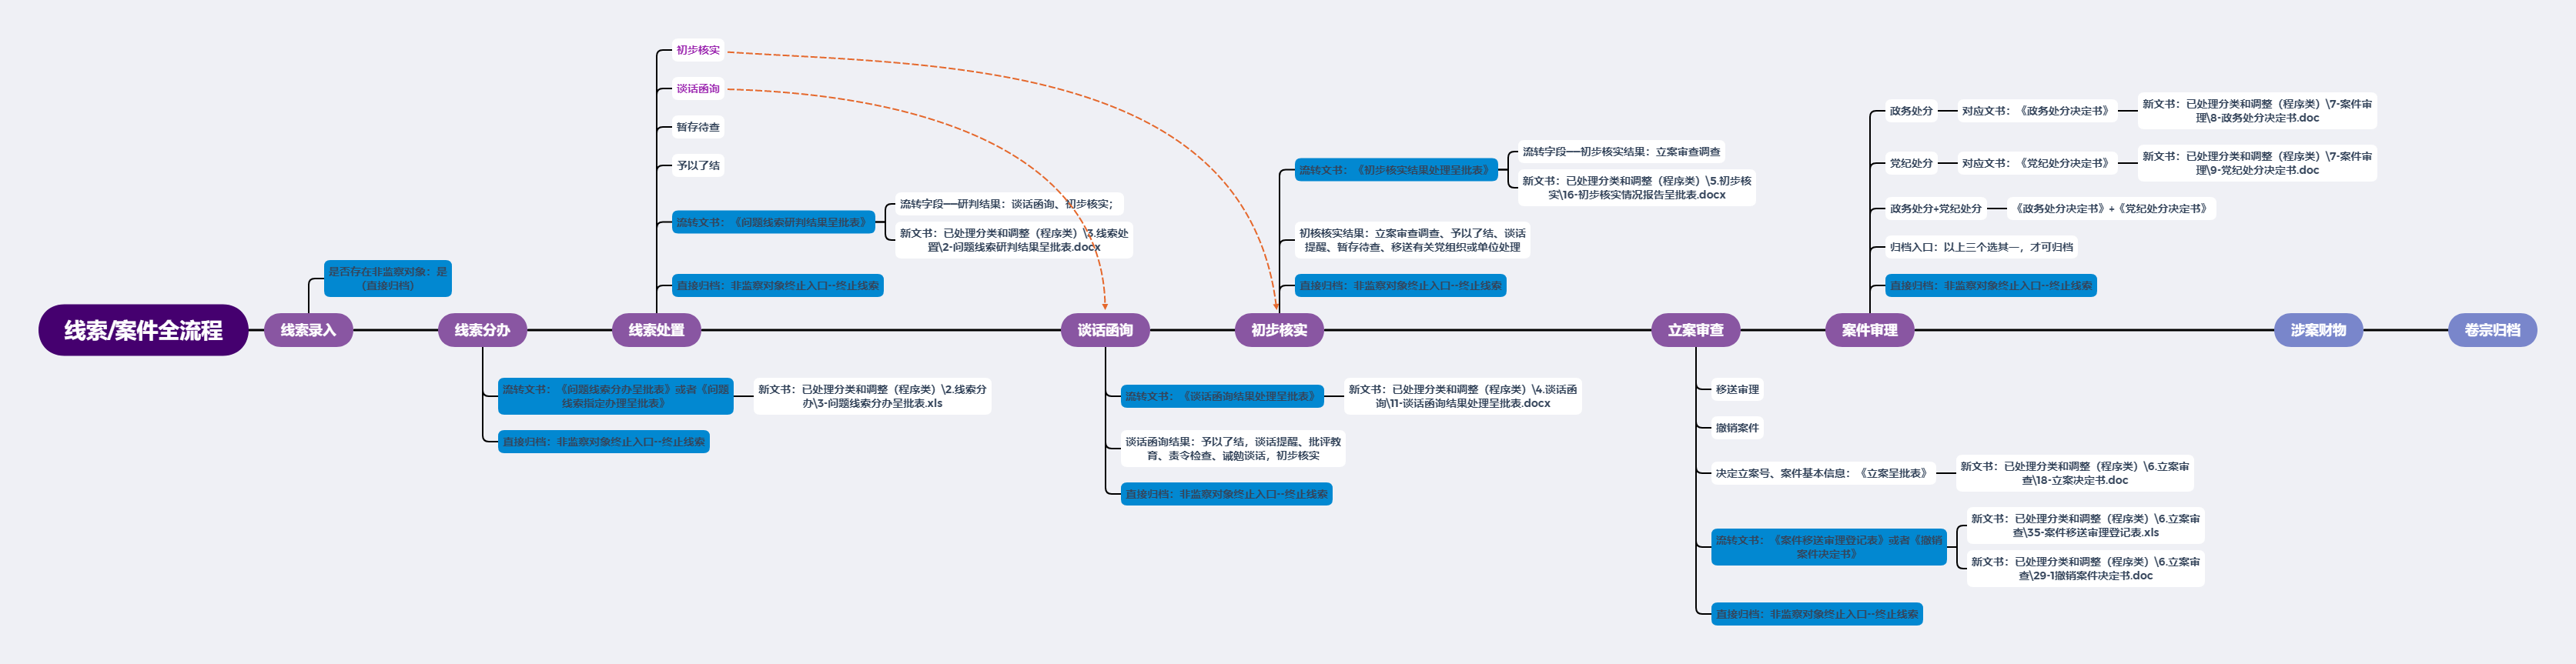 线索/案件全流程
线索录入
是否存在非监察对象：是
（直接归档）
线索分办
流转文书：《问题线索分办呈批表》或者《问题
线索指定办理呈批表》
新文书：已处理分类和调整（程序类）\2.线索分
办\3-问题线索分办呈批表.xls
直接归档：非监察对象终止入口--终止线索
线索处置
初步核实
谈话函询
暂存待查
予以了结
流转文书：《问题线索研判结果呈批表》
流转字段——研判结果：谈话函询、初步核实；
新文书：已处理分类和调整（程序类）\3.线索处
置\2-问题线索研判结果呈批表.docx
直接归档：非监察对象终止入口--终止线索
谈话函询
流转文书：《谈话函询结果处理呈批表》
新文书：已处理分类和调整（程序类）\4.谈话函
询\11-谈话函询结果处理呈批表.docx
谈话函询结果：予以了结，谈话提醒、批评教
育、责令检查、诫勉谈话，初步核实
直接归档：非监察对象终止入口--终止线索
初步核实
流转文书：《初步核实结果处理呈批表》
流转字段——初步核实结果：立案审查调查
新文书：已处理分类和调整（程序类）\5.初步核
实\16-初步核实情况报告呈批表.docx
初核核实结果：立案审查调查、予以了结、谈话
提醒、暂存待查、移送有关党组织或单位处理
直接归档：非监察对象终止入口--终止线索
立案审查
移送审理
撤销案件
决定立案号、案件基本信息：《立案呈批表》
新文书：已处理分类和调整（程序类）\6.立案审
查\18-立案决定书.doc
流转文书：《案件移送审理登记表》或者《撤销
案件决定书》
新文书：已处理分类和调整（程序类）\6.立案审
查\35-案件移送审理登记表.xls
新文书：已处理分类和调整（程序类）\6.立案审
查\29-1撤销案件决定书.doc
直接归档：非监察对象终止入口--终止线索
案件审理
政务处分
对应文书：《政务处分决定书》
新文书：已处理分类和调整（程序类）\7-案件审
理\8-政务处分决定书.doc
党纪处分
对应文书：《党纪处分决定书》
新文书：已处理分类和调整（程序类）\7-案件审
理\9-党纪处分决定书.doc
政务处分+党纪处分
《政务处分决定书》+《党纪处分决定书》
归档入口：以上三个选其一，才可归档
直接归档：非监察对象终止入口--终止线索
涉案财物
卷宗归档